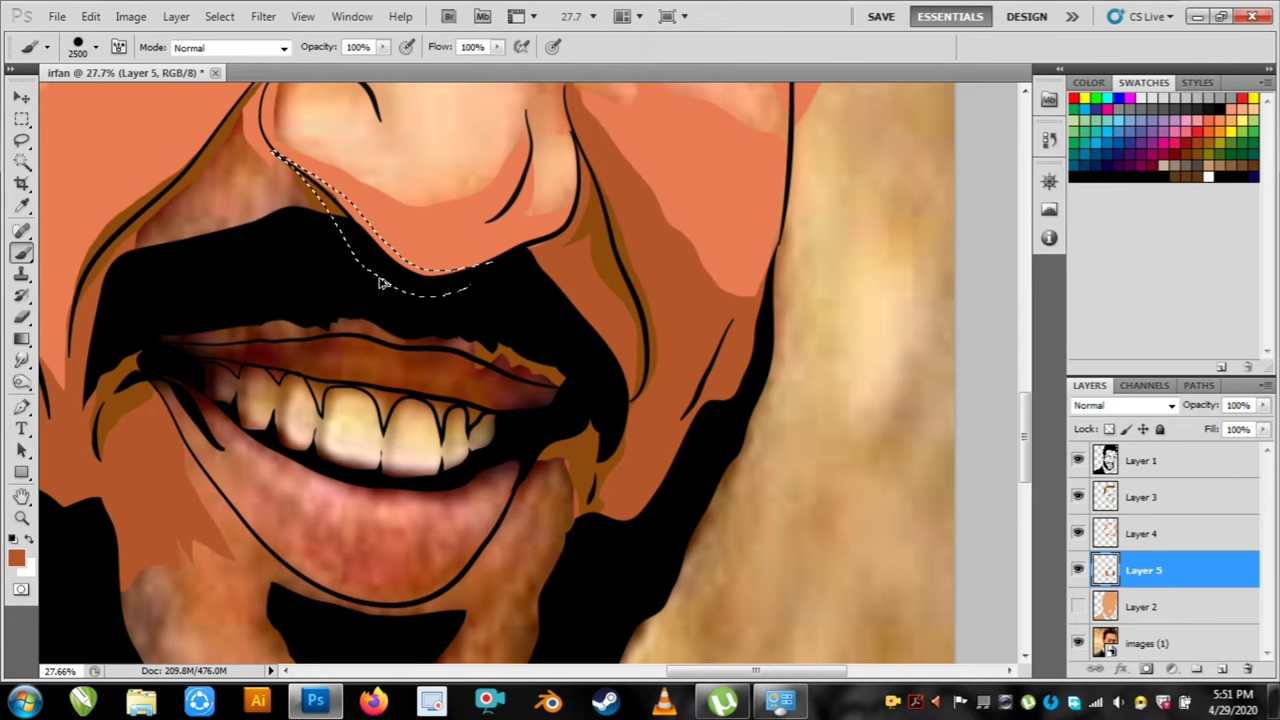 Ps File Edit Image Layer Select Filter View Window Help Br Mb 27.7 SAVE ESSENTIALS DESIGN CS Live
2500 Mode: Normal Opacity: 100% Flow: 100%
irfan @ 27.7% (Layer 5, RGB/8) *
COLOR SWATCHES STYLES
Mb
LAYERS CHANNELS PATHS
Normal Opacity: 100%
Lock: Fill: 100%
Layer 1
Layer 3
Layer 4
Layer 5
Layer 2
images (1)
27.66% Doc: 209.8M/476.0M
Ai Ps
5:51 PM
4/29/2020